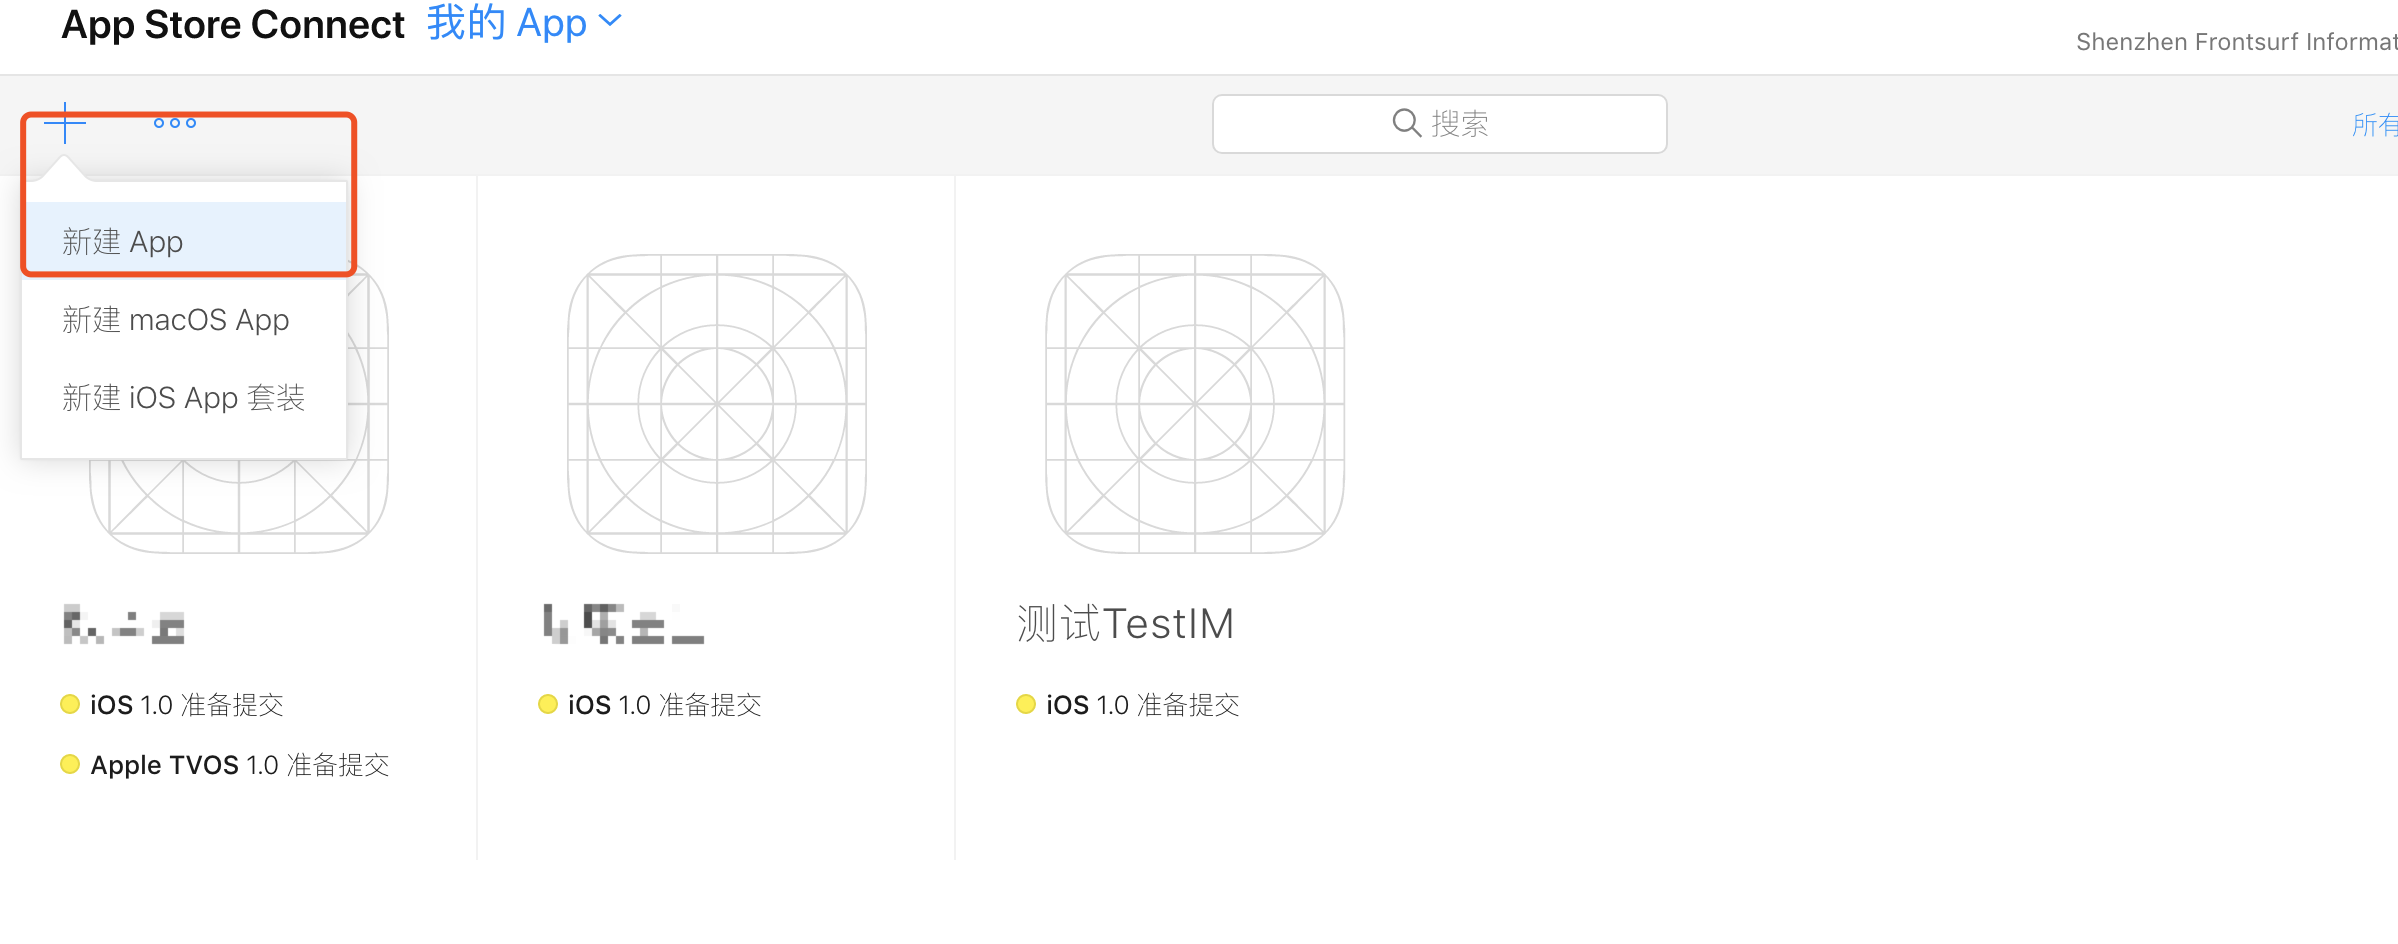 App Store Connect 我的 App
Shenzhen Frontsurf Informat
搜索
所有
新建 App
新建 macOS App
新建 iOS App 套装
测试TestIM
iOS 1.0 准备提交
iOS 1.0 准备提交
iOS 1.0 准备提交
Apple TVOS 1.0 准备提交